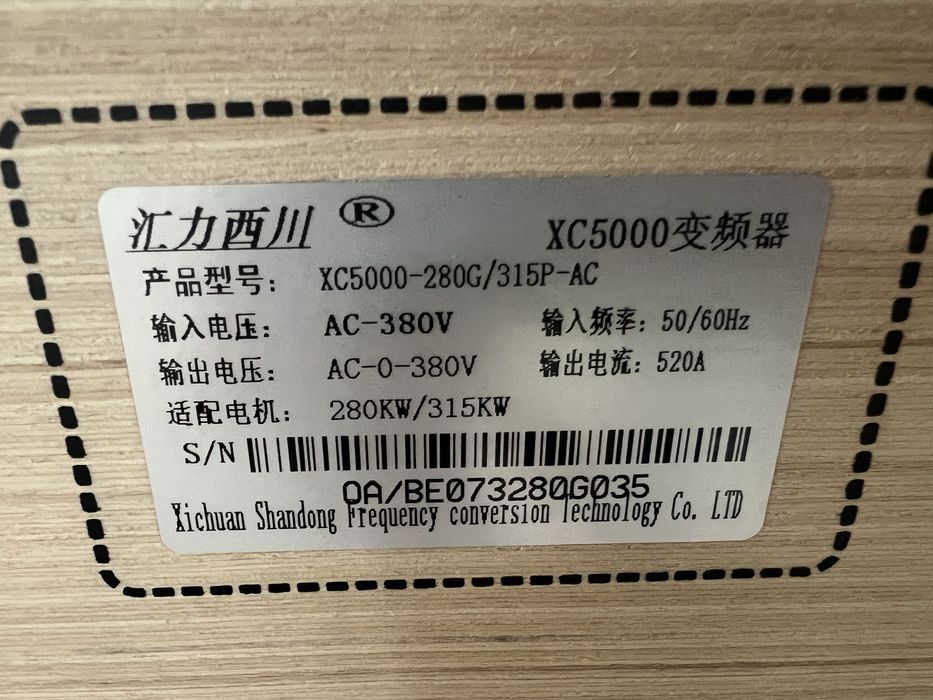 汇力西川 ® XC5000变频器
产品型号： XC5000-280G/315P-AC
输入电压： AC-380V 输入频率：50/60Hz
输出电压： AC-0-380V 输出电流：520A
适配电机： 280KW/315KW
S/N
QA/BE073280G035
Xichuan Shandong Frequency conversion Technology Co. LTD